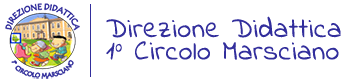 DIREZIONE DIDATTICA
1° CIRCOLO MARSCIANO
Direzione Didattica
1° Circolo Marsciano